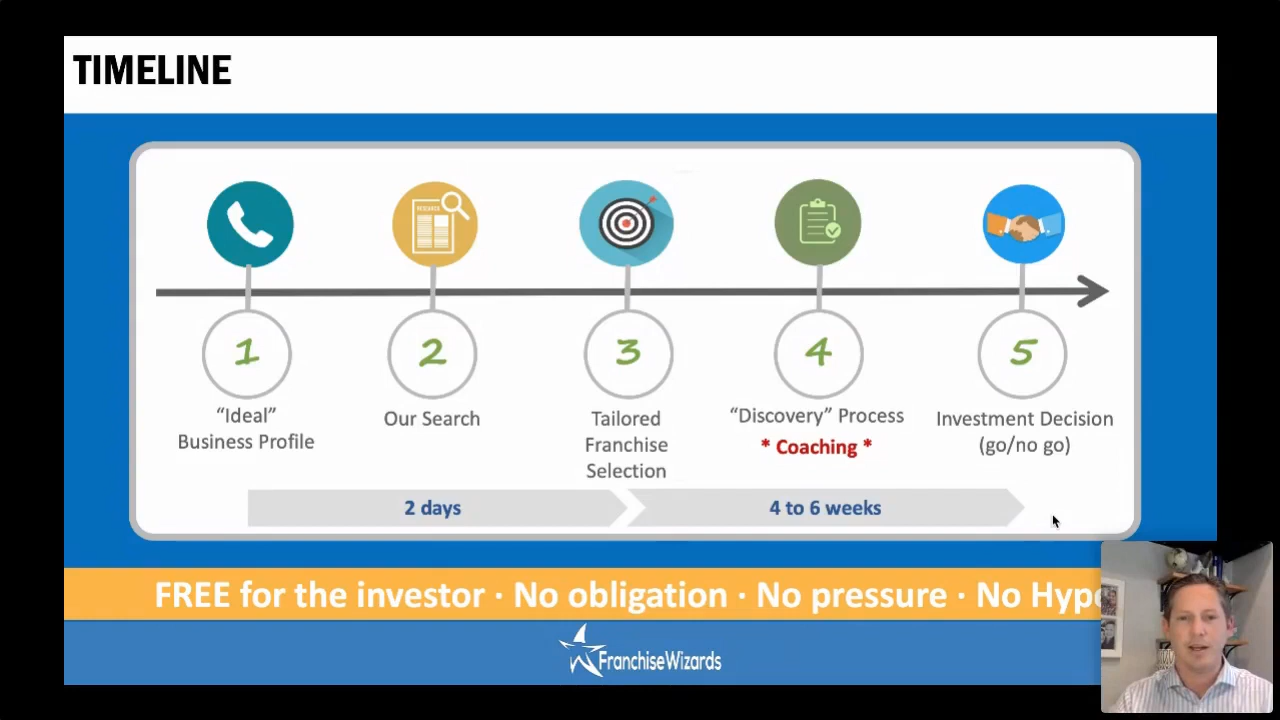 TIMELINE
1
2
3
4
5
“Ideal”
Business Profile
Our Search
Tailored
Franchise
Selection
“Discovery” Process
* Coaching *
Investment Decision
(go/no go)
2 days
4 to 6 weeks
FREE for the investor · No obligation · No pressure · No Hype
FranchiseWizards